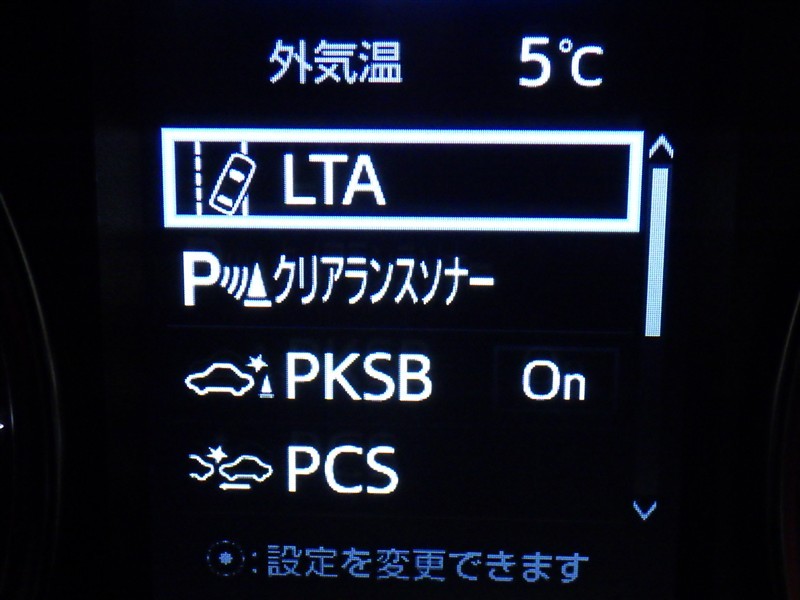 外気温 5℃
LTA
Pクリアランスソナー
PKSB On
PCS
:設定を変更できます